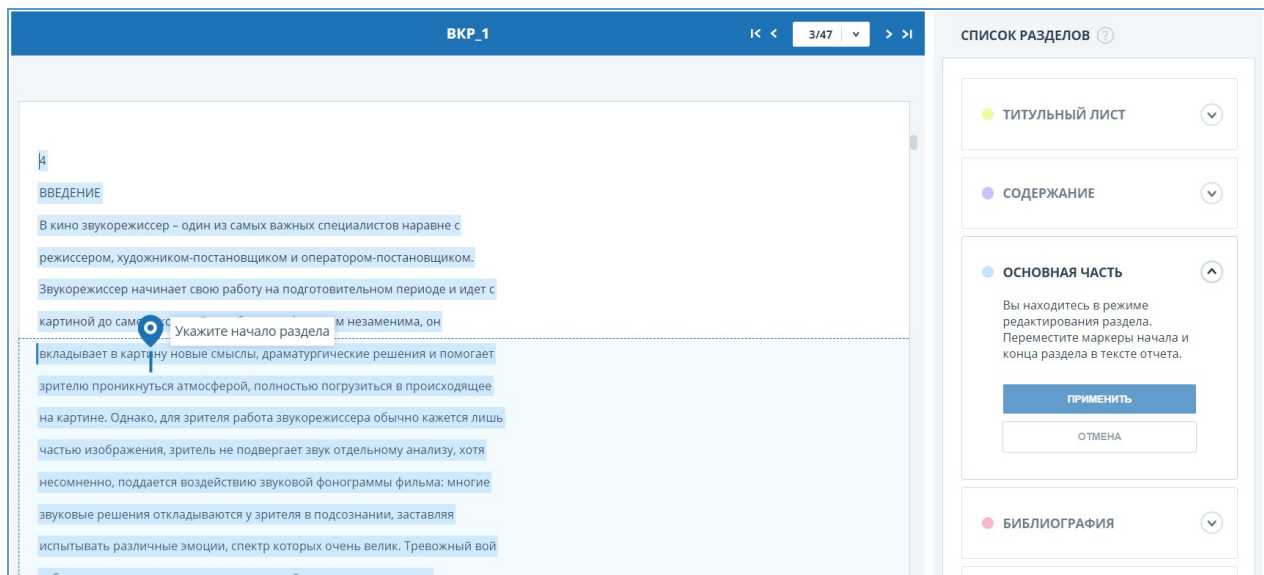 ВКР_1
3/47
СПИСОК РАЗДЕЛОВ ?
4
ВВЕДЕНИЕ
В кино звукорежиссер – один из самых важных специалистов наравне с
режиссером, художником-постановщиком и оператором-постановщиком.
Звукорежиссер начинает свою работу на подготовительном периоде и идет с
картиной до незаменима, он
Укажите начало раздела
вкладывает в картину новые смыслы, драматургические решения и помогает
зрителю проникнуться атмосферой, полностью погрузиться в происходящее
на картине. Однако, для зрителя работа звукорежиссера обычно кажется лишь
частью изображения, зритель не подвергает звук отдельному анализу, хотя
несомненно, поддается воздействию звуковой фонограммы фильма: многие
звуковые решения откладываются у зрителя в подсознании, заставляя
испытывать различные эмоции, спектр которых очень велик. Тревожный вой
ТИТУЛЬНЫЙ ЛИСТ
СОДЕРЖАНИЕ
ОСНОВНАЯ ЧАСТЬ
Вы находитесь в режиме
редактирования раздела.
Переместите маркеры начала и
конца раздела в тексте отчета.
ПРИМЕНИТЬ
ОТМЕНА
БИБЛИОГРАФИЯ